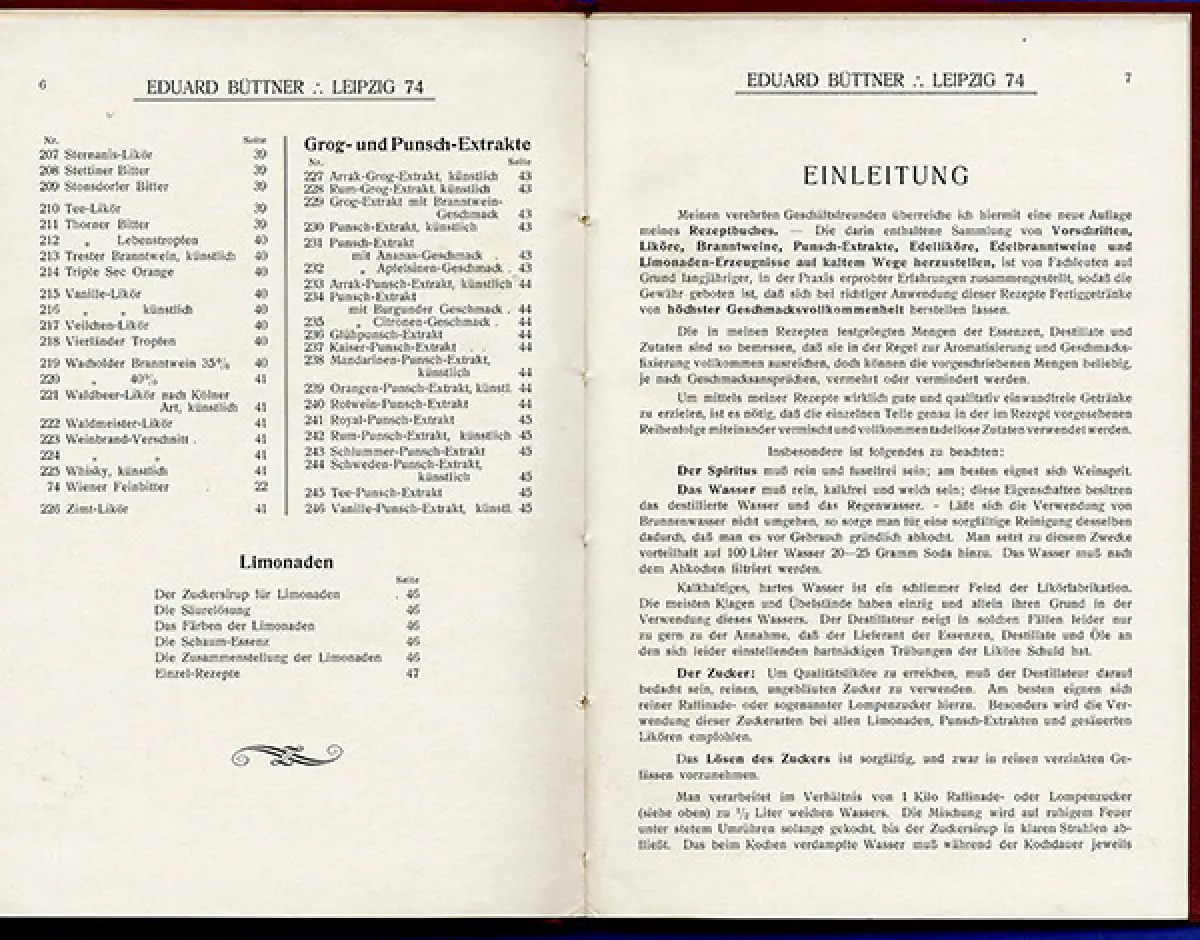 6
EDUARD BÜTTNER ∴ LEIPZIG 74
Nr. Seite
207 Sternanis-Likör 39
208 Stettiner Bitter 39
209 Stonsdorfer Bitter 39
210 Tee-Likör 39
211 Thorner Bitter 39
212 „ Lebenstropfen 40
213 Trester Branntwein, künstlich 40
214 Triple Sec Orange 40
215 Vanille-Likör 40
216 „ „ künstlich 40
217 Veilchen-Likör 40
218 Vierländer Tropfen 40
219 Wacholder Branntwein 35% 40
220 „ 40% 41
221 Waldbeer-Likör nach Kölner
Art, künstlich 41
222 Waldmeister-Likör 41
223 Weinbrand-Verschnitt . 41
224 „ „ 41
225 Whisky, künstlich 41
74 Wiener Feinbitter . 22
226 Zimt-Likör 41
Grog- und Punsch-Extrakte
Nr. Seite
227 Arrak-Grog-Extrakt, künstlich 43
228 Rum-Grog-Extrakt, künstlich 43
229 Grog-Extrakt mit Branntwein-
Geschmack 43
230 Punsch-Extrakt, künstlich 43
231 Punsch-Extrakt
mit Ananas-Geschmack . 43
232 „ Apfelsinen-Geschmack . 43
233 Arrak-Punsch-Extrakt, künstlich 44
234 Punsch-Extrakt
mit Burgunder Geschmack . 44
235 „ Citronen-Geschmack . 44
236 Glühpunsch-Extrakt 44
237 Kaiser-Punsch-Extrakt . . 44
238 Mandarinen-Punsch-Extrakt,
künstlich 44
239 Orangen-Punsch-Extrakt, künstl. 44
240 Rotwein-Punsch-Extrakt 44
241 Royal-Punsch-Extrakt 45
242 Rum-Punsch-Extrakt, künstlich 45
243 Schlummer-Punsch-Extrakt 45
244 Schweden-Punsch-Extrakt,
künstlich 45
245 Tee-Punsch-Extrakt 45
246 Vanille-Punsch-Extrakt, künstl. 45
Limonaden
Seite
Der Zuckersirup für Limonaden . 46
Die Säurelösung 46
Das Färben der Limonaden 46
Die Schaum-Essenz 46
Die Zusammenstellung der Limonaden 46
Einzel-Rezepte 47
EDUARD BÜTTNER ∴ LEIPZIG 74
7
EINLEITUNG
Meinen verehrten Geschäftsfreunden überreiche ich hiermit eine neue Auflage
meines Rezeptbuches. — Die darin enthaltene Sammlung von Vorschriften,
Liköre, Branntweine, Punsch-Extrakte, Edelliköre, Edelbranntweine und
Limonaden-Erzeugnisse auf kaltem Wege herzustellen, ist von Fachleuten auf
Grund langjähriger, in der Praxis erprobter Erfahrungen zusammengestellt, sodaß die
Gewähr geboten ist, daß sich bei richtiger Anwendung dieser Rezepte Fertiggetränke
von höchster Geschmacksvollkommenheit herstellen lassen.
Die in meinen Rezepten festgelegten Mengen der Essenzen, Destillate und
Zutaten sind so bemessen, daß sie in der Regel zur Aromatisierung und Geschmacks-
fixierung vollkommen ausreichen, doch können die vorgeschriebenen Mengen beliebig,
je nach Geschmacksansprüchen, vermehrt oder vermindert werden.
Um mittels meiner Rezepte wirklich gute und qualitativ einwandfreie Getränke
zu erzielen, ist es nötig, daß die einzelnen Teile genau in der im Rezept vorgesehenen
Reihenfolge miteinander vermischt und vollkommen tadellose Zutaten verwendet werden.
Insbesondere ist folgendes zu beachten:
Der Spiritus muß rein und fuselfrei sein; am besten eignet sich Weinsprit.
Das Wasser muß rein, kalkfrei und weich sein; diese Eigenschaften besitzen
das destillierte Wasser und das Regenwasser. - Läßt sich die Verwendung von
Brunnenwasser nicht umgehen, so sorge man für eine sorgfältige Reinigung desselben
dadurch, daß man es vor Gebrauch gründlich abkocht. Man setzt zu diesem Zwecke
vorteilhaft auf 100 Liter Wasser 20—25 Gramm Soda hinzu. Das Wasser muß nach
dem Abkochen filtriert werden.
Kalkhaltiges, hartes Wasser ist ein schlimmer Feind der Likörfabrikation.
Die meisten Klagen und Übelstände haben einzig und allein ihren Grund in der
Verwendung dieses Wassers. Der Destillateur neigt in solchen Fällen leider nur
zu gern zu der Annahme, daß der Lieferant der Essenzen, Destillate und Öle an
den sich leider einstellenden hartnäckigen Trübungen der Liköre Schuld hat.
Der Zucker: Um Qualitätsliköre zu erreichen, muß der Destillateur darauf
bedacht sein, reinen, ungebläuten Zucker zu verwenden. Am besten eignen sich
reiner Raffinade- oder sogenannter Lompenzucker hierzu. Besonders wird die Ver-
wendung dieser Zuckerarten bei allen Limonaden, Punsch-Extrakten und gesäuerten
Likören empfohlen.
Das Lösen des Zuckers ist sorgfältig, und zwar in reinen verzinkten Ge-
fässen vorzunehmen.
Man verarbeitet im Verhältnis von 1 Kilo Raffinade- oder Lompenzucker
(siehe oben) zu ½ Liter weichen Wassers. Die Mischung wird auf ruhigem Feuer
unter stetem Umrühren solange gekocht, bis der Zuckersirup in klaren Strahlen ab-
fließt. Das beim Kochen verdampfte Wasser muß während der Kochdauer jeweils